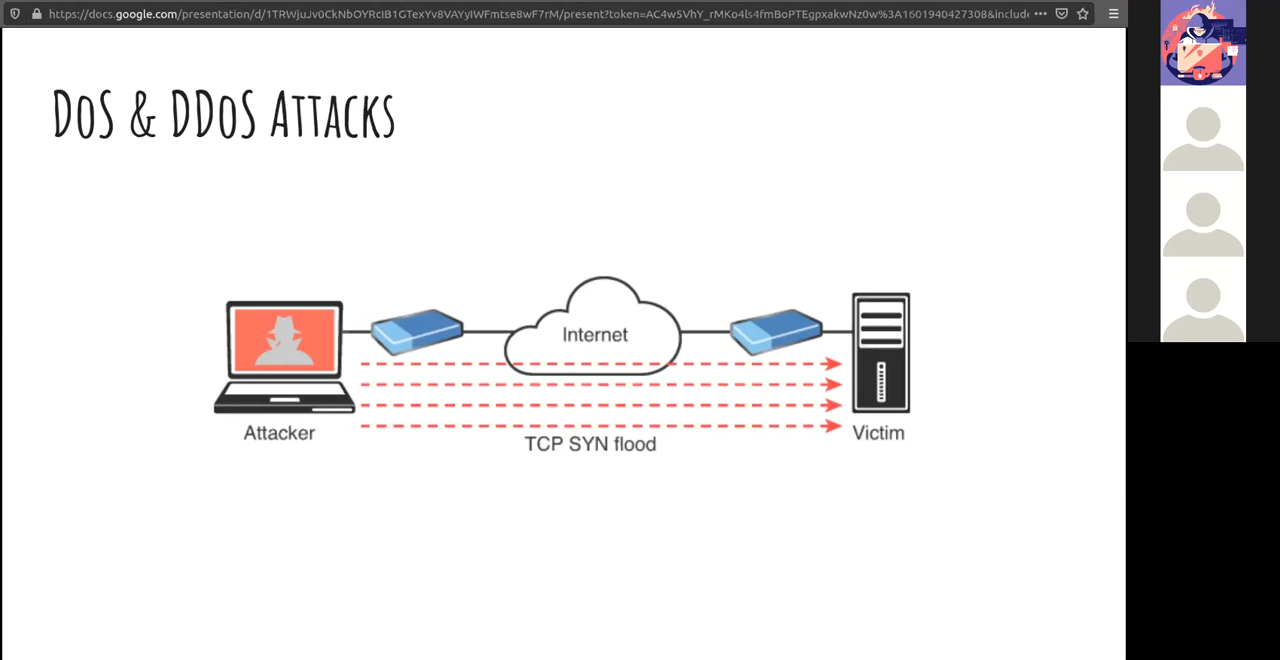 https://docs.google.com/presentation/d/1TRWjuJv0CkNbOYRcIB1GTexYv8VAYyIWFmtse8wF7rM/present?token=AC4w5VhY_rMKo4ls4fmBoPTEgpxakwNz0w%3A1601940427308&include
DoS & DDoS Attacks
Internet
Attacker
Victim
TCP SYN flood